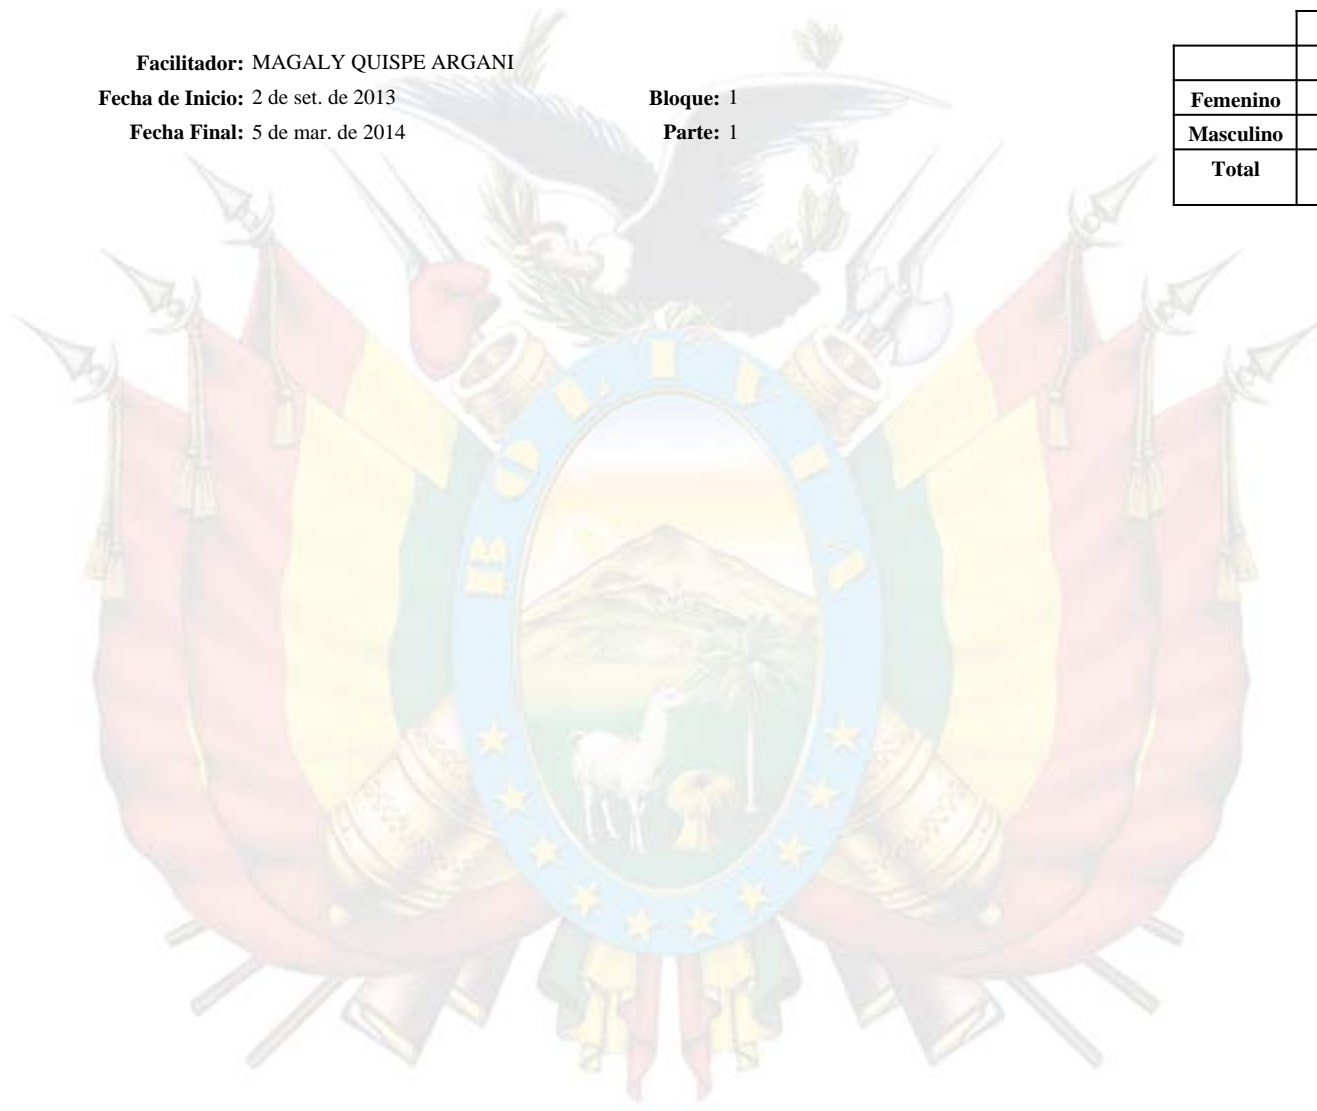 Facilitador: MAGALY QUISPE ARGANI
Fecha de Inicio: 2 de set. de 2013 Bloque: 1
Fecha Final: 5 de mar. de 2014 Parte: 1
Femenino
Masculino
Total
BOLIVIA